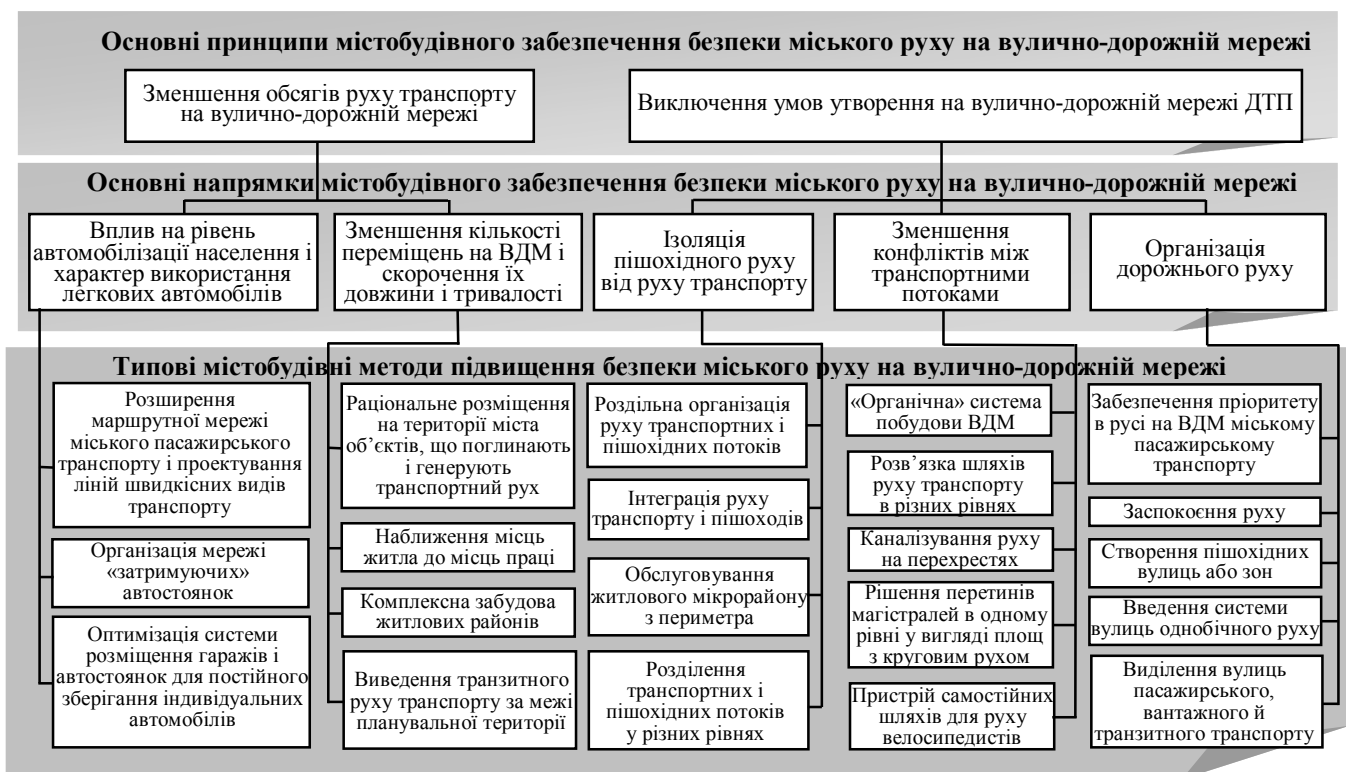 Основні принципи містобудівного забезпечення безпеки міського руху на вулично-дорожній мережі
Зменшення обсягів руху транспорту
на вулично-дорожній мережі
Виключення умов утворення на вулично-дорожній мережі ДТП
Основні напрямки містобудівного забезпечення безпеки міського руху на вулично-дорожній мережі
Вплив на рівень
автомобілізації населення і
характер використання
легкових автомобілів
Зменшення кількості
переміщень на ВДМ і
скорочення їх
довжини і тривалості
Ізоляція
пішохідного руху
від руху транспорту
Зменшення
конфліктів між
транспортними
потоками
Організація
дорожнього руху
Типові містобудівні методи підвищення безпеки міського руху на вулично-дорожній мережі
Розширення
маршрутної мережі
міського пасажирського
транспорту і проектування
ліній швидкісних видів
транспорту
Організація мережі
«затримуючих»
автостоянок
Оптимізація системи
розміщення гаражів і
автостоянок для постійного
зберігання індивідуальних
автомобілів
Раціональне розміщення
на території міста
об’єктів, що поглинають
і генерують
транспортний рух
Наближення місць
житла до місць праці
Комплексна забудова
житлових районів
Виведення транзитного
руху транспорту за межі
планувальної території
Роздільна організація
руху транспортних і
пішохідних потоків
Інтеграція руху
транспорту і пішоходів
Обслуговування
житлового мікрорайону
з периметра
Розділення
транспортних і
пішохідних потоків
у різних рівнях
«Органічна» система
побудови ВДМ
Розв’язка шляхів
руху транспорту
в різних рівнях
Каналізування руху
на перехрестях
Рішення перетинів
магістралей в одному
рівні у вигляді площ
з круговим рухом
Пристрій самостійних
шляхів для руху
велосипедистів
Забезпечення пріоритету
в русі на ВДМ міському
пасажирському
транспорту
Заспокоєння руху
Створення пішохідних
вулиць або зон
Введення системи
вулиць однобічного руху
Виділення вулиць
пасажирського,
вантажного й
транзитного транспорту